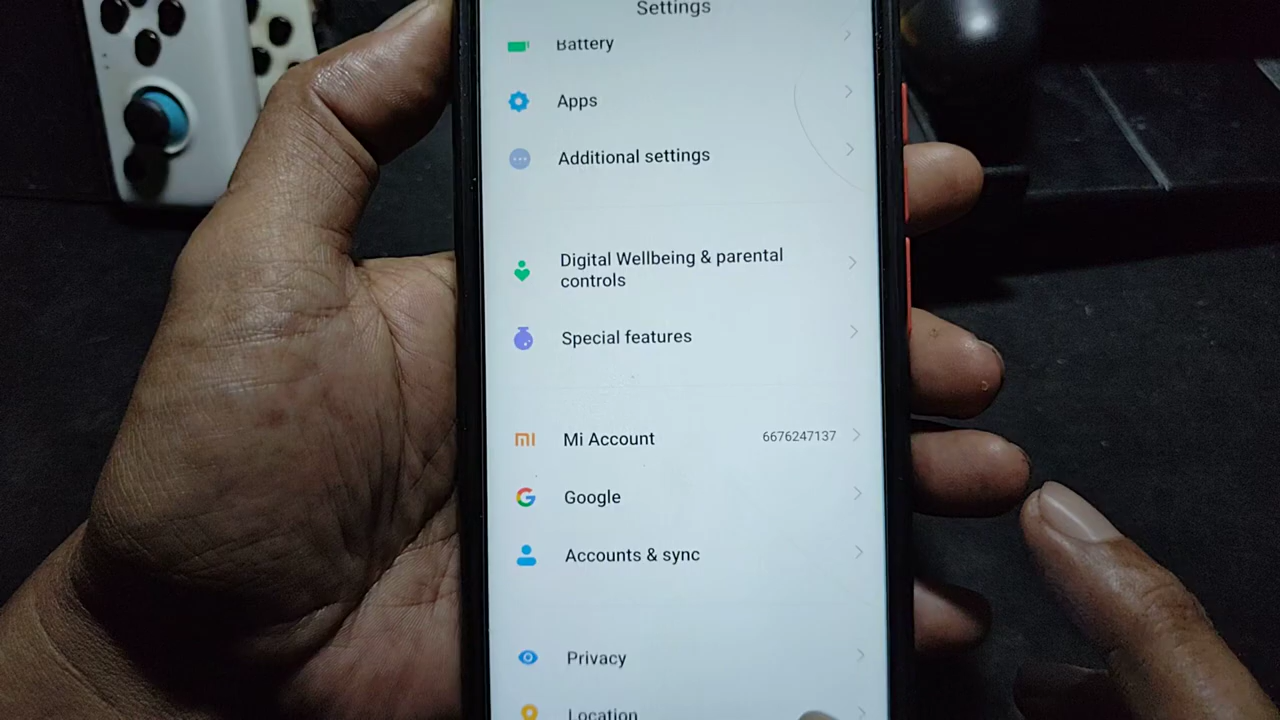 Settings
Battery
Apps
Additional settings
Digital Wellbeing & parental
controls
Special features
Mi Account 6676247137
Google
Accounts & sync
Privacy
Location